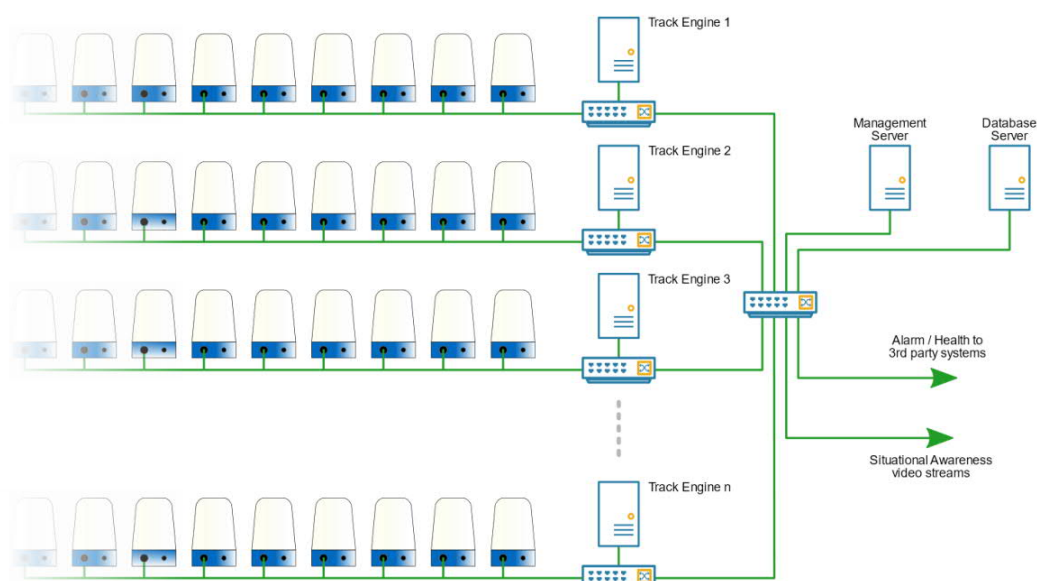 Track Engine 1
Management
Server
Database
Server
Track Engine 2
Track Engine 3
Alarm / Health to
3rd party systems
Situational Awareness
video streams
Track Engine n